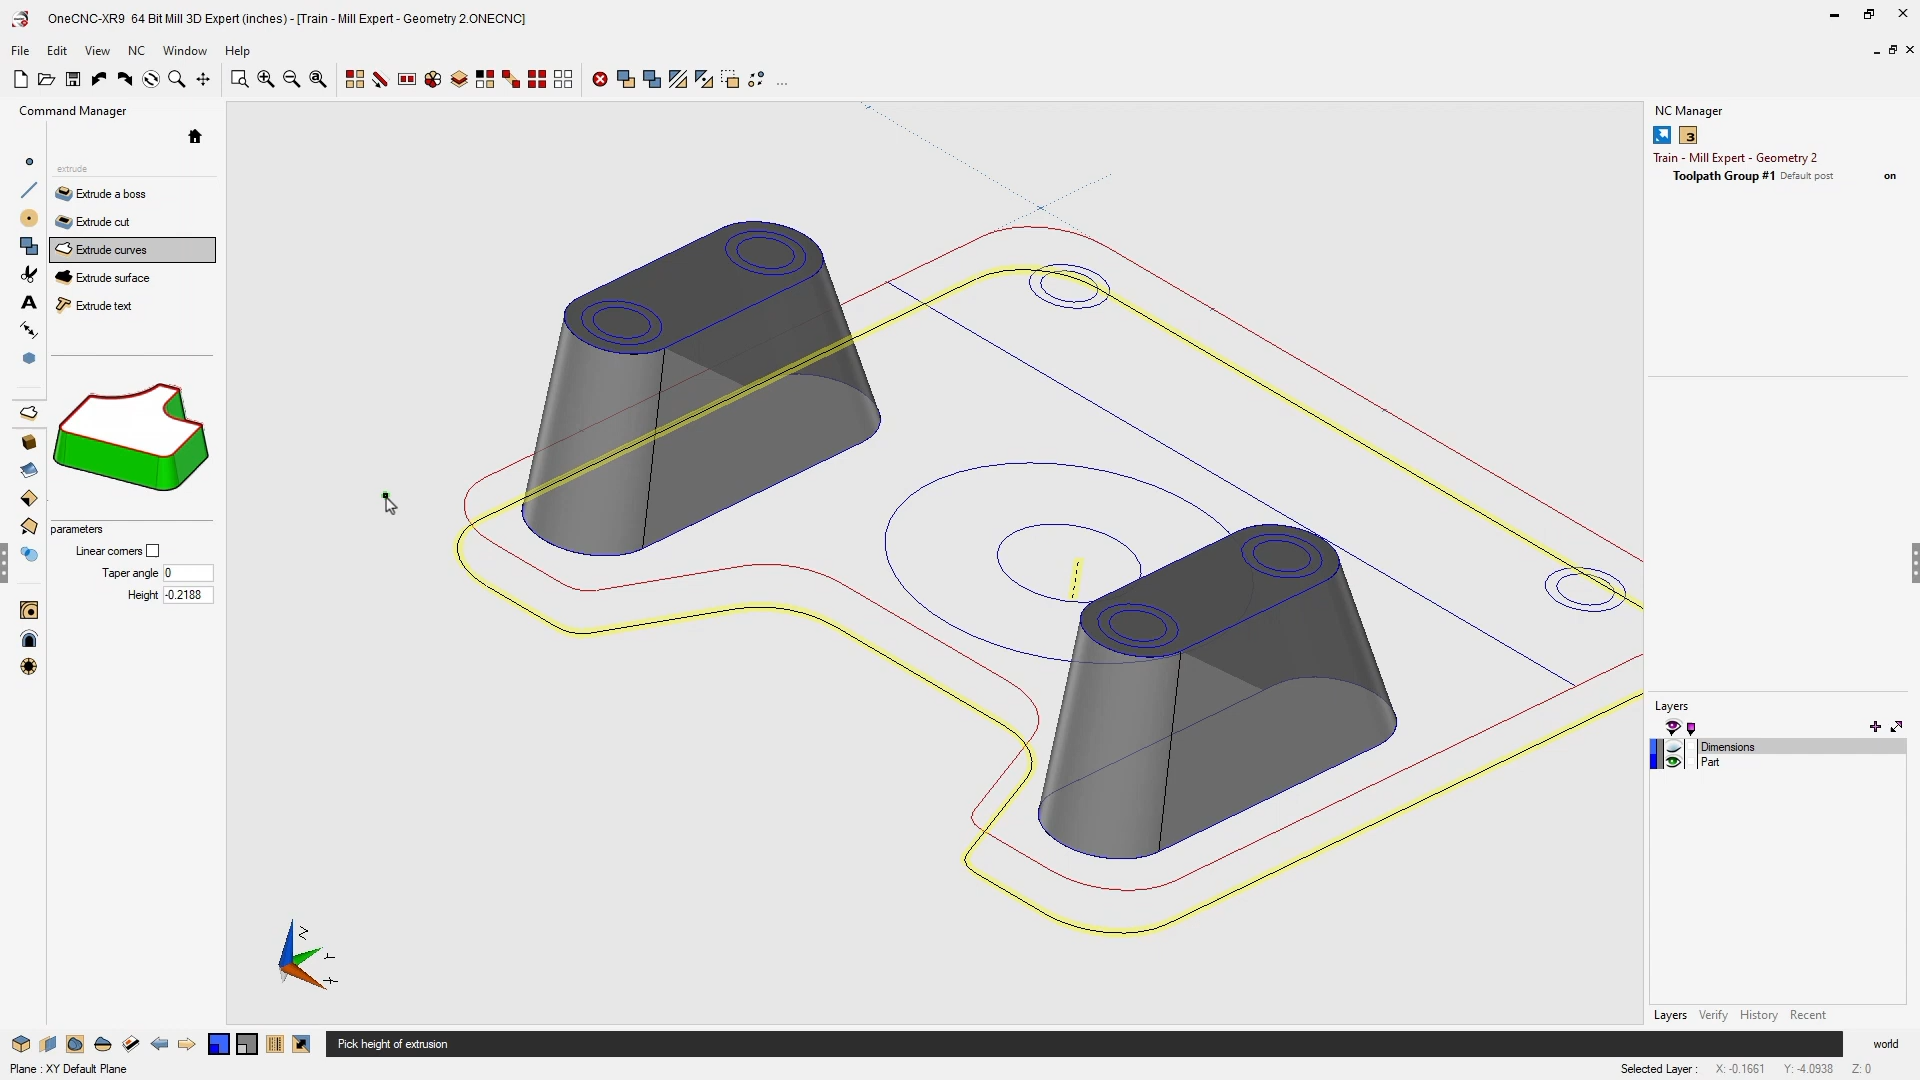 OneCNC-XR9 64 Bit Mill 3D Expert (inches) - [Train - Mill Expert - Geometry 2.ONECNC]
File Edit View NC Window Help
Command Manager
extrude
Extrude a boss
Extrude cut
Extrude curves
Extrude surface
Extrude text
parameters
Linear corners
Taper angle 0
Height -0.2188
NC Manager
3
Train - Mill Expert - Geometry 2
Toolpath Group #1 Default post on
Layers
Dimensions
Part
Layers Verify History Recent
Pick height of extrusion
world
Plane : XY Default Plane
Selected Layer : X: -0.1661 Y: -4.0938 Z: 0